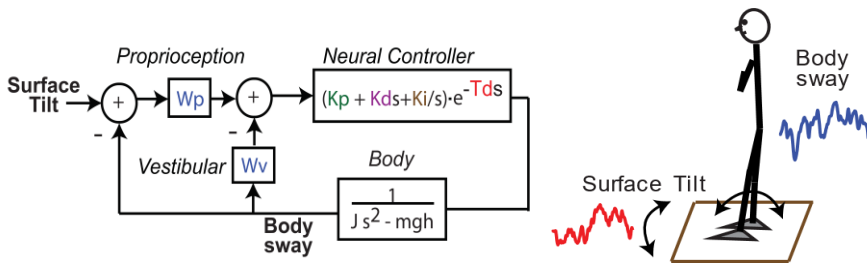 Proprioception
Neural Controller
Surface
Tilt
+
Wp
+
(Kp + Kds+Ki/s)·e^-Tds
-
-
Vestibular
Wv
Body
1
J s² - mgh
Body
sway
Body
sway
Surface Tilt